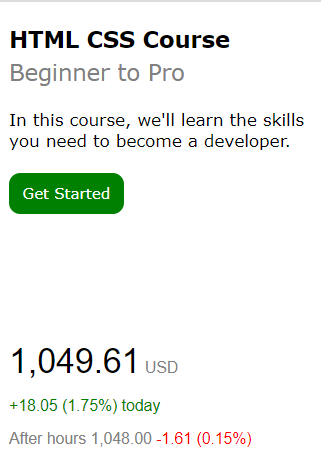 HTML CSS Course
Beginner to Pro
In this course, we'll learn the skills
you need to become a developer.
Get Started
1,049.61 USD
+18.05 (1.75%) today
After hours 1,048.00 -1.61 (0.15%)